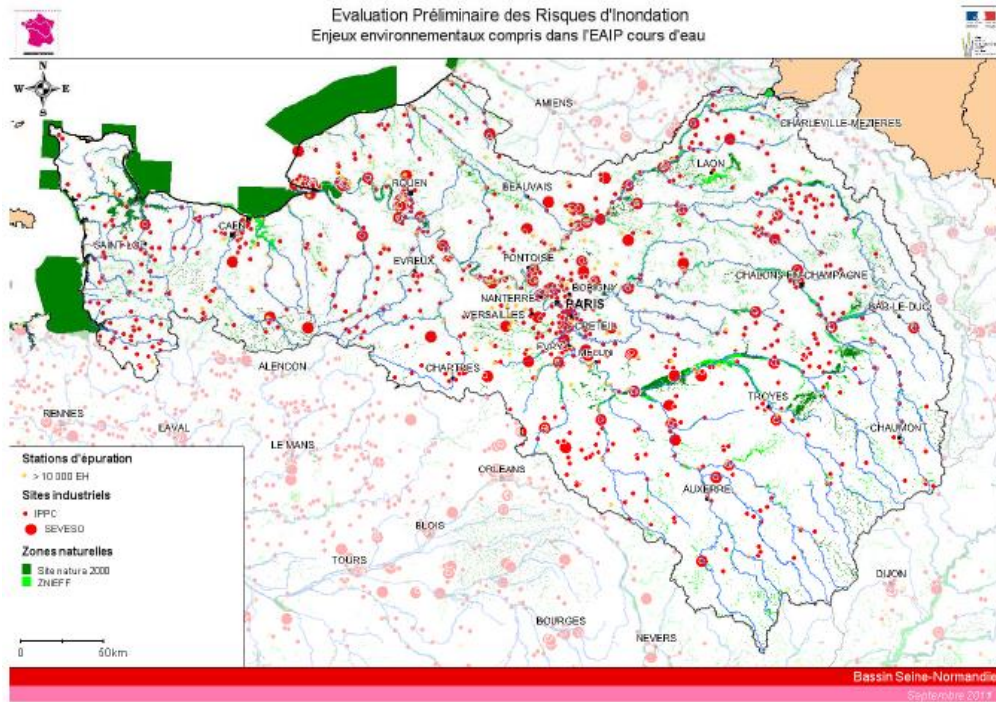 Evaluation Préliminaire des Risques d'Inondation
Enjeux environnementaux compris dans l'EAIP cours d'eau
N
W E
S
AMIENS
CHARLEVILLE-MEZIERES
LAON
ROUEN
BEAUVAIS
CAEN
SAINT-LO
EVREUX
PONTOISE
CHALONS-EN-CHAMPAGNE
BOBIGNY
NANTERRE
PARIS
BAR-LE-DUC
VERSAILLES
CRETEIL
EVRY
MELUN
ALENCON
CHARTRES
TROYES
RENNES
LAVAL
CHAUMONT
LE MANS
ORLEANS
AUXERRE
BLOIS
TOURS
DIJON
BOURGES
NEVERS
Stations d'épuration
> 10 000 EH
Sites industriels
IPPC
SEVESO
Zones naturelles
Site natura 2000
ZNIEFF
0 50km
Bassin Seine-Normandie
Septembre 2011